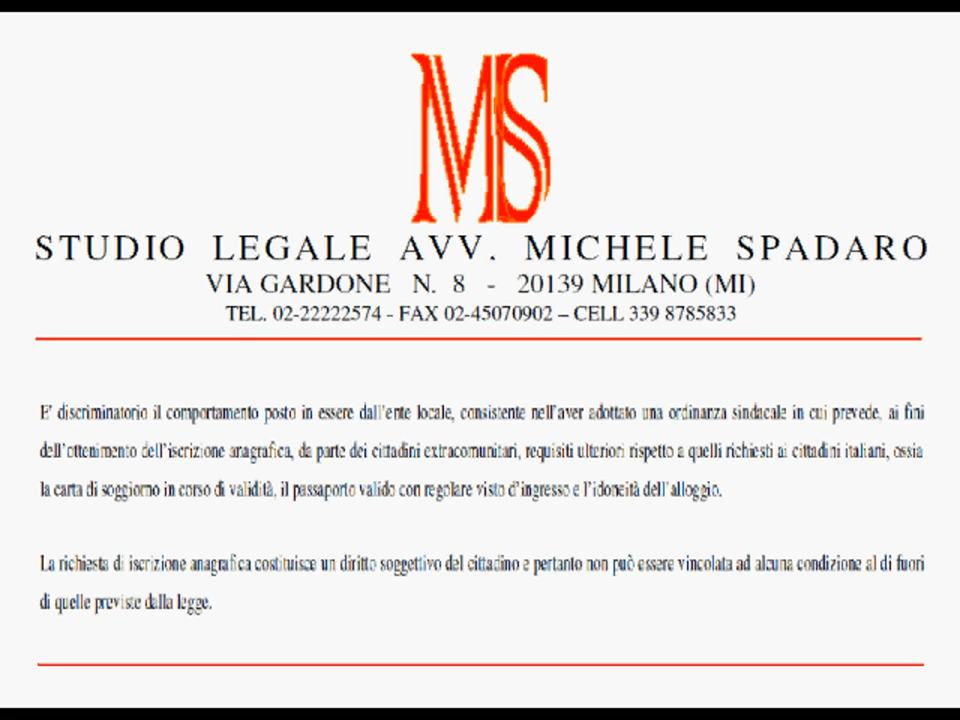 MS
STUDIO LEGALE AVV. MICHELE SPADARO
VIA GARDONE N. 8 - 20139 MILANO (MI)
TEL. 02-22222574 - FAX 02-45070902 – CELL 339 8785833
E' discriminatorio il comportamento posto in essere dall'ente locale, consistente nell'aver adottato una ordinanza sindacale in cui prevede, ai fini
dell'ottenimento dell'iscrizione anagrafica, da parte dei cittadini extracomunitari, requisiti ulteriori rispetto a quelli richiesti ai cittadini italiani, ossia
la carta di soggiorno in corso di validità, il passaporto valido con regolare visto d'ingresso e l'idoneità dell'alloggio.
La richiesta di iscrizione anagrafica costituisce un diritto soggettivo del cittadino e pertanto non può essere vincolata ad alcuna condizione al di fuori
di quelle previste dalla legge.